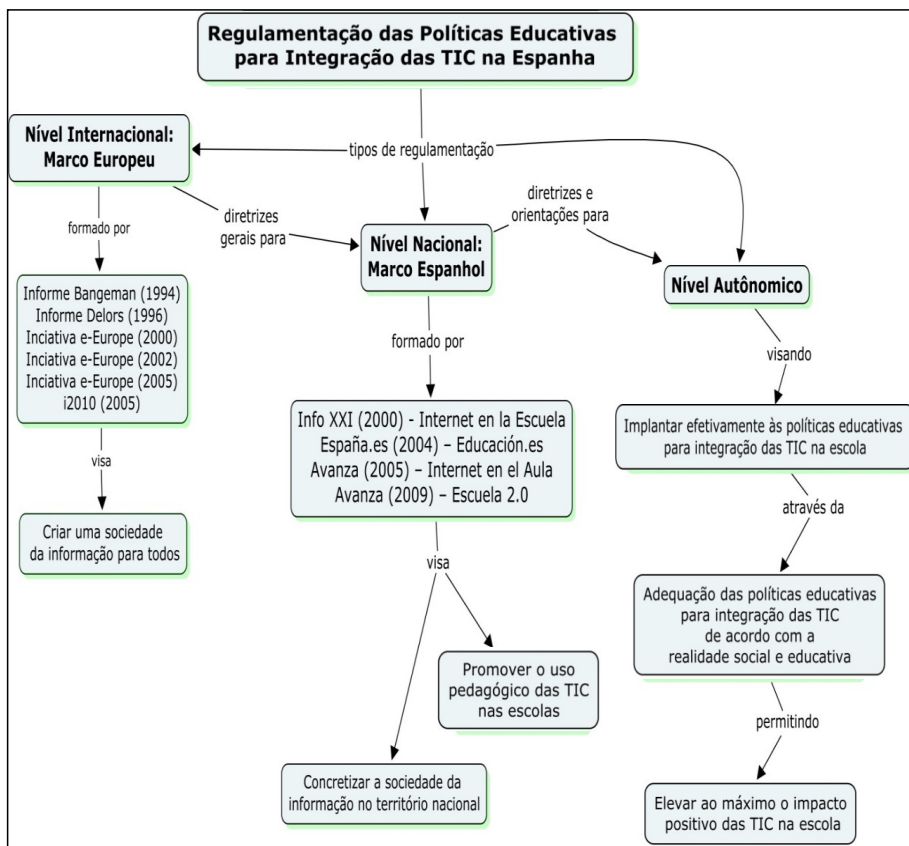 Regulamentação das Políticas Educativas
para Integração das TIC na Espanha
Nível Internacional:
Marco Europeu
tipos de regulamentação
formado por
diretrizes
gerais para
diretrizes e
orientações para
Nível Nacional:
Marco Espanhol
Nível Autônomico
Informe Bangeman (1994)
Informe Delors (1996)
Inciativa e-Europe (2000)
Inciativa e-Europe (2002)
Inciativa e-Europe (2005)
i2010 (2005)
visa
Criar uma sociedade
da informação para todos
formado por
Info XXI (2000) - Internet en la Escuela
España.es (2004) – Educación.es
Avanza (2005) – Internet en el Aula
Avanza (2009) – Escuela 2.0
visa
Promover o uso
pedagógico das TIC
nas escolas
Concretizar a sociedade da
informação no território nacional
visando
Implantar efetivamente às políticas educativas
para integração das TIC na escola
através da
Adequação das políticas educativas
para integração das TIC
de acordo com a
realidade social e educativa
permitindo
Elevar ao máximo o impacto
positivo das TIC na escola